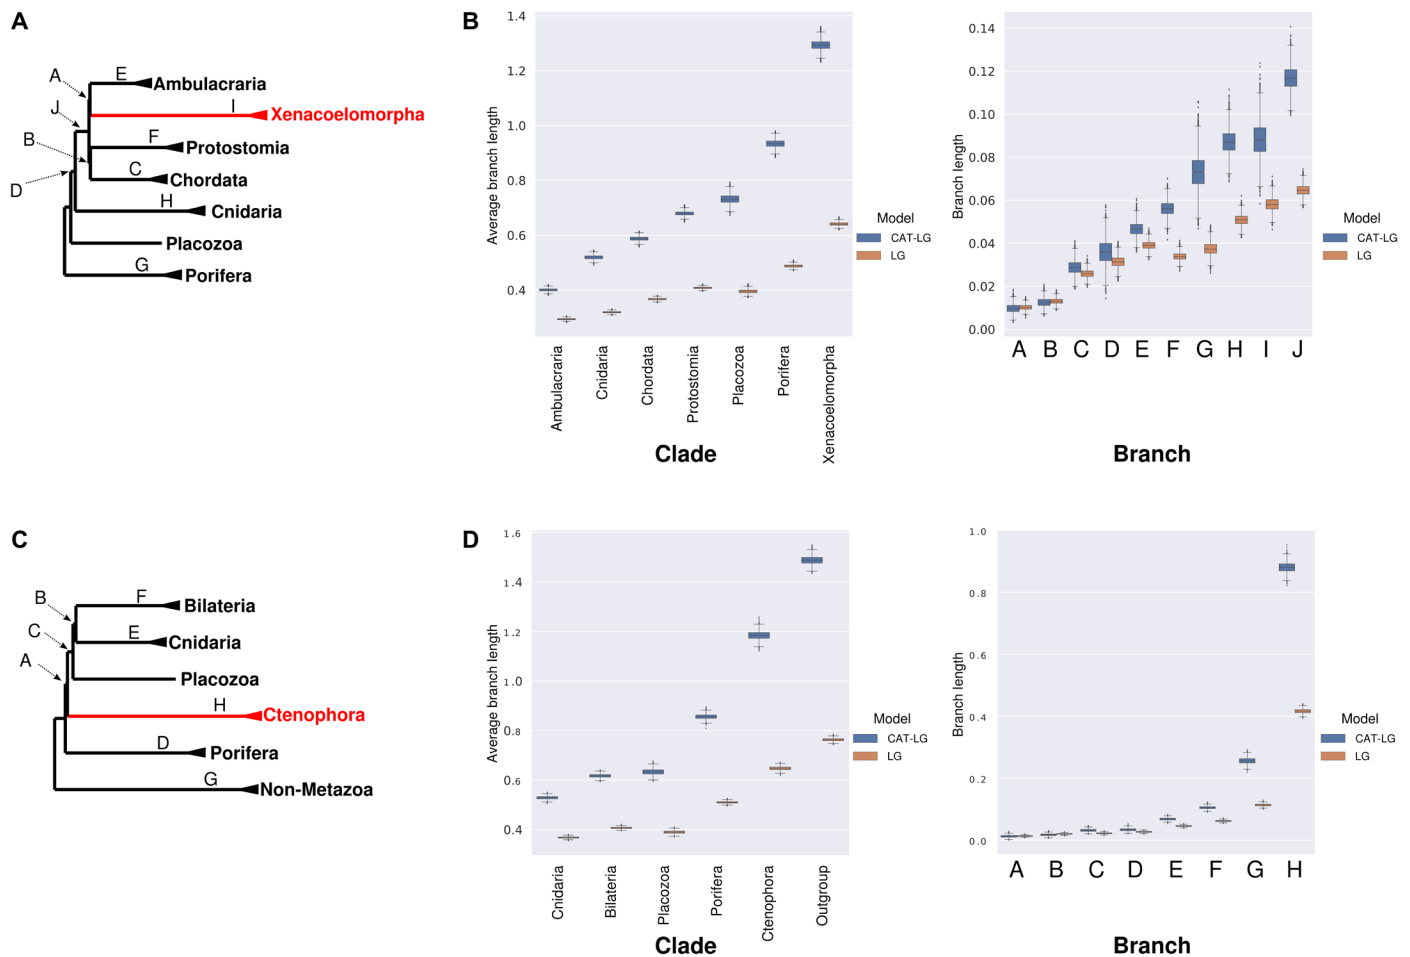 A
E
A
Ambulacraria
J
I
Xenacoelomorpha
B
F
Protostomia
D
C
Chordata
H
Cnidaria
Placozoa
G
Porifera
B
1.4
1.2
1.0
0.8
0.6
0.4
Average branch length
Model
CAT-LG
LG
Ambulacraria
Cnidaria
Chordata
Protostomia
Placozoa
Porifera
Xenacoelomorpha
Clade
0.14
0.12
0.10
0.08
0.06
0.04
0.02
0.00
Branch length
Model
CAT-LG
LG
A B C D E F G H I J
Branch
C
B
F
Bilateria
C
E
Cnidaria
A
Placozoa
H
Ctenophora
D
Porifera
G
Non-Metazoa
D
1.6
1.4
1.2
1.0
0.8
0.6
0.4
Average branch length
Model
CAT-LG
LG
Cnidaria
Bilateria
Placozoa
Porifera
Ctenophora
Outgroup
Clade
1.0
0.8
0.6
0.4
0.2
0.0
Branch length
Model
CAT-LG
LG
A B C D E F G H
Branch